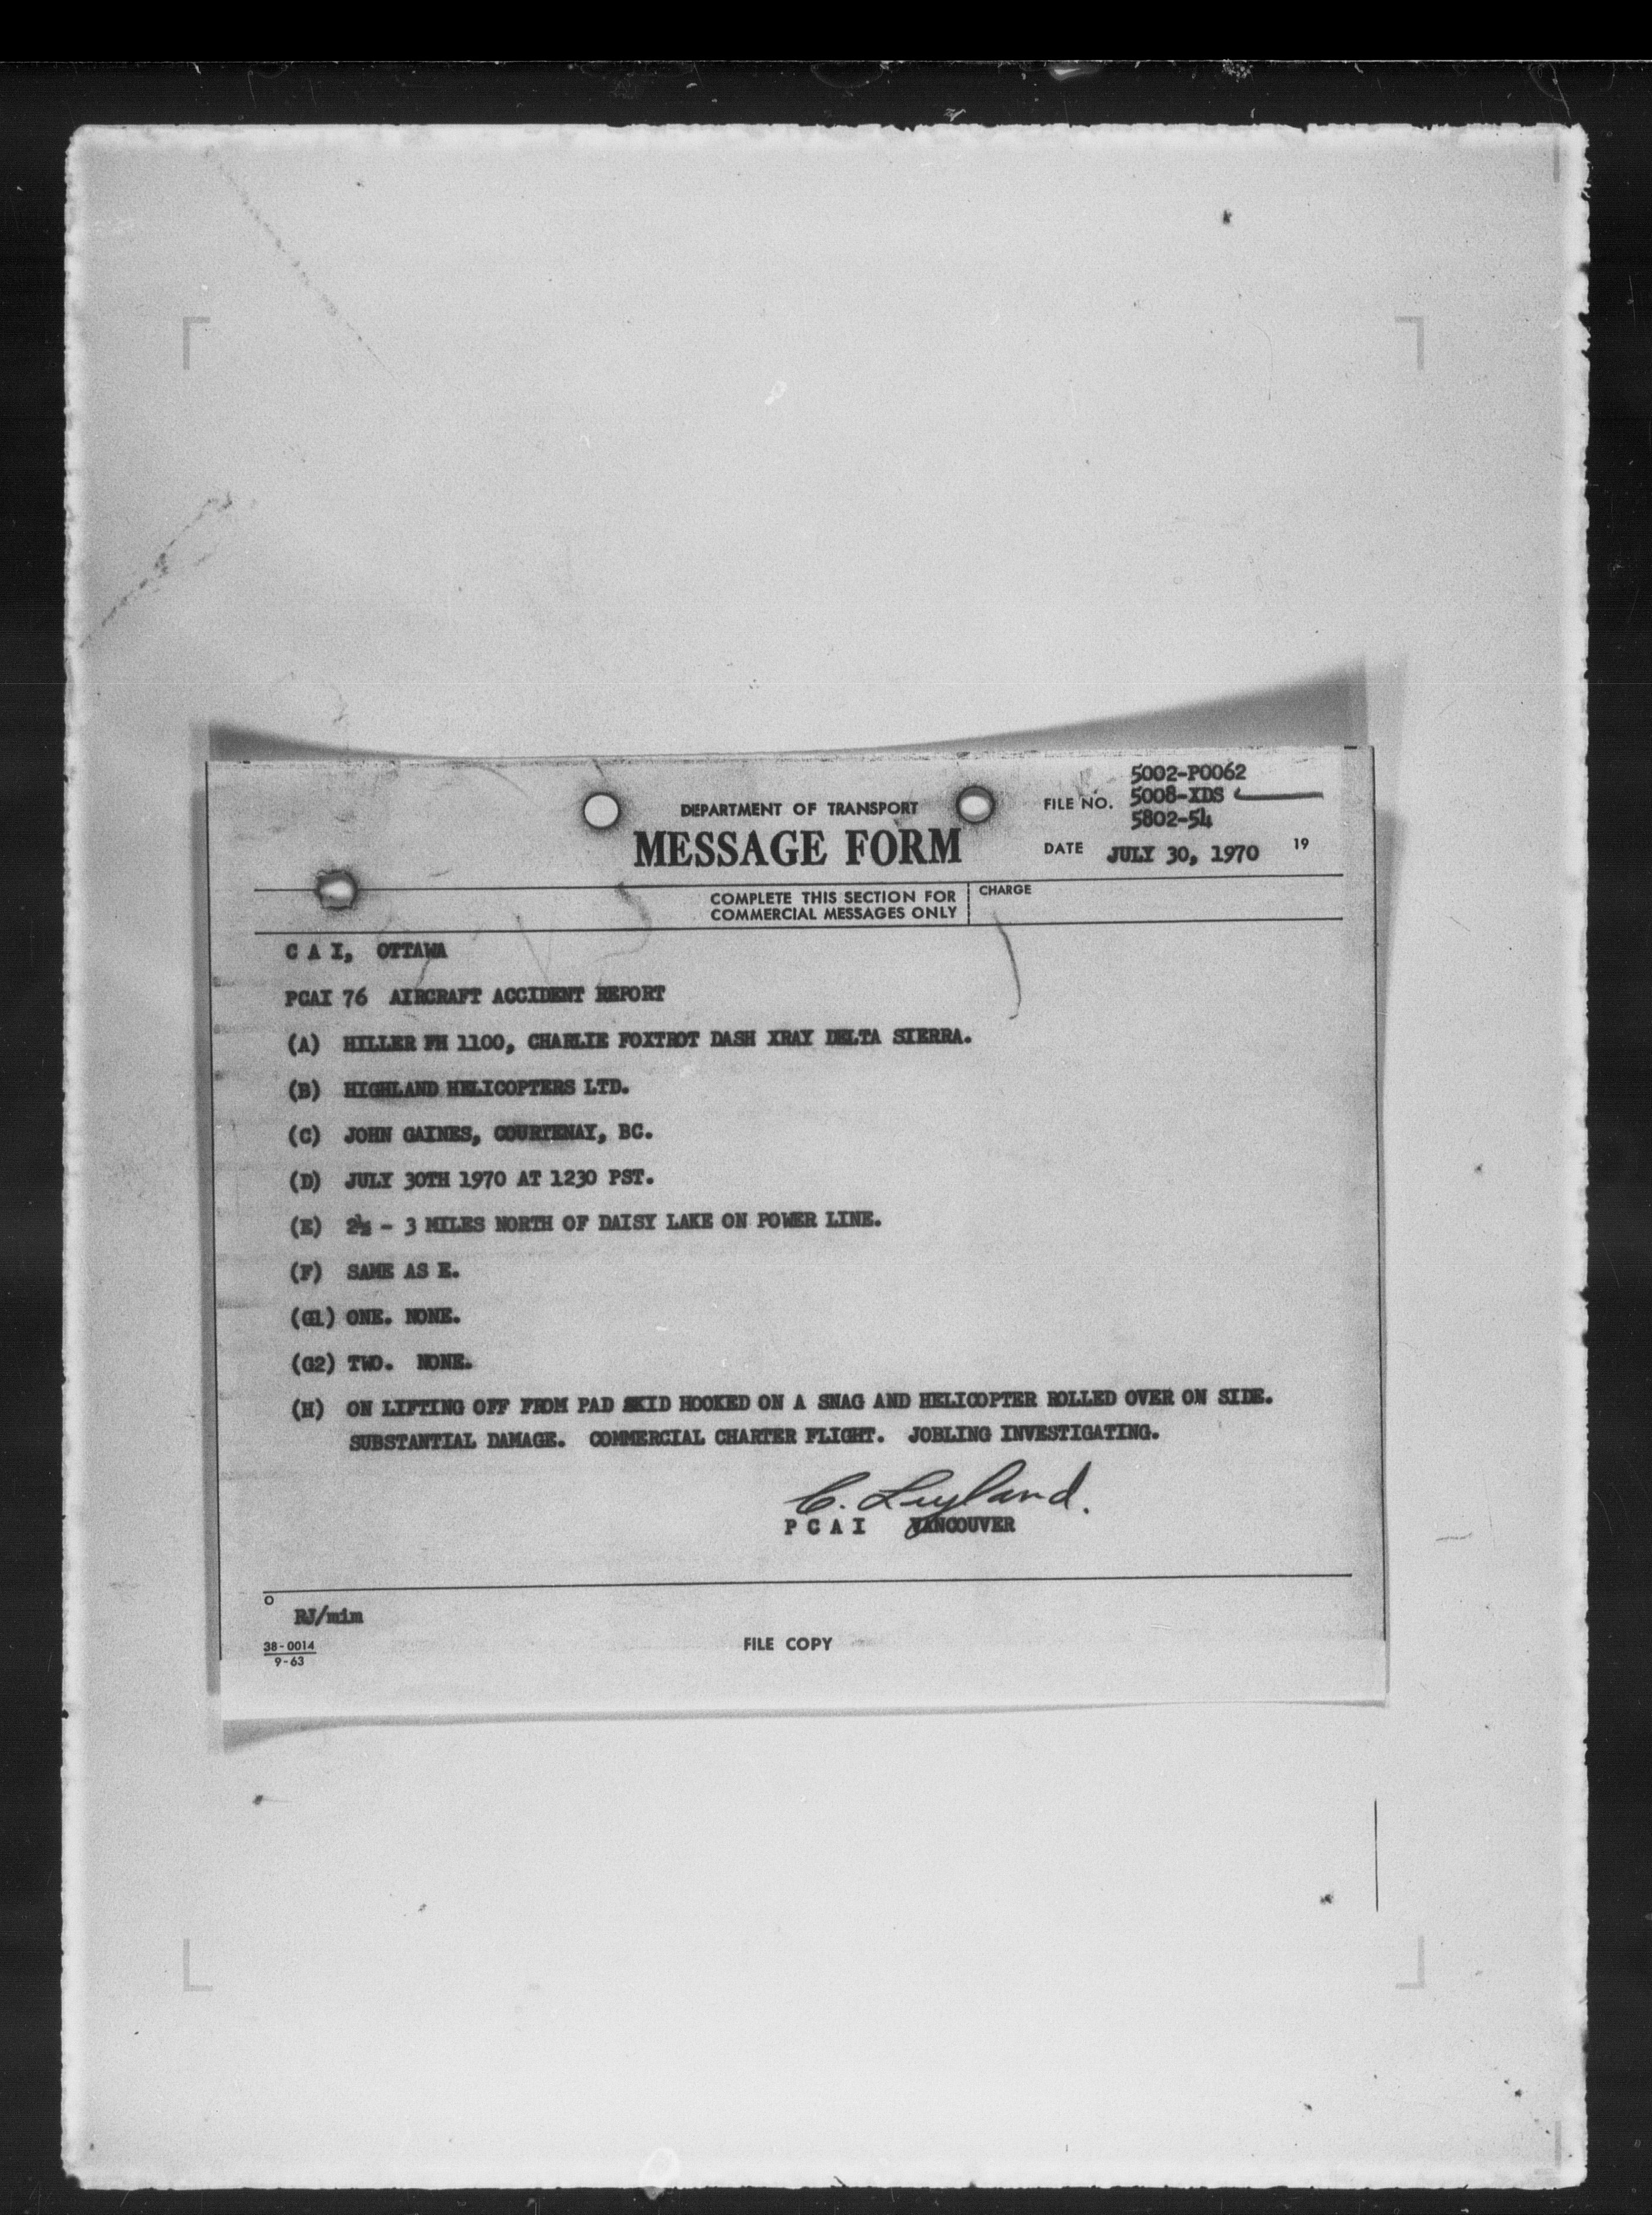 5002-P0062
DEPARTMENT OF TRANSPORT
FILE NO. 5008-XDS
5802-54
MESSAGE FORM
DATE JULY 30, 1970 19
COMPLETE THIS SECTION FOR
COMMERCIAL MESSAGES ONLY
CHARGE
C A I, OTTAWA
PCAI 76 AIRCRAFT ACCIDENT REPORT
(A) HILLER FH 1100, CHARLIE FOXTROT DASH XRAY DELTA SIERRA.
(B) HIGHLAND HELICOPTERS LTD.
(C) JOHN GAINES, COURTENAY, BC.
(D) JULY 30TH 1970 AT 1230 PST.
(E) 2½ - 3 MILES NORTH OF DAISY LAKE ON POWER LINE.
(F) SAME AS E.
(G1) ONE. NONE.
(G2) TWO. NONE.
(H) ON LIFTING OFF FROM PAD SKID HOOKED ON A SNAG AND HELICOPTER ROLLED OVER ON SIDE.
SUBSTANTIAL DAMAGE. COMMERCIAL CHARTER FLIGHT. JOBLING INVESTIGATING.
C. Leyland.
P C A I VANCOUVER
RJ/mim
38-0014
9-63
FILE COPY